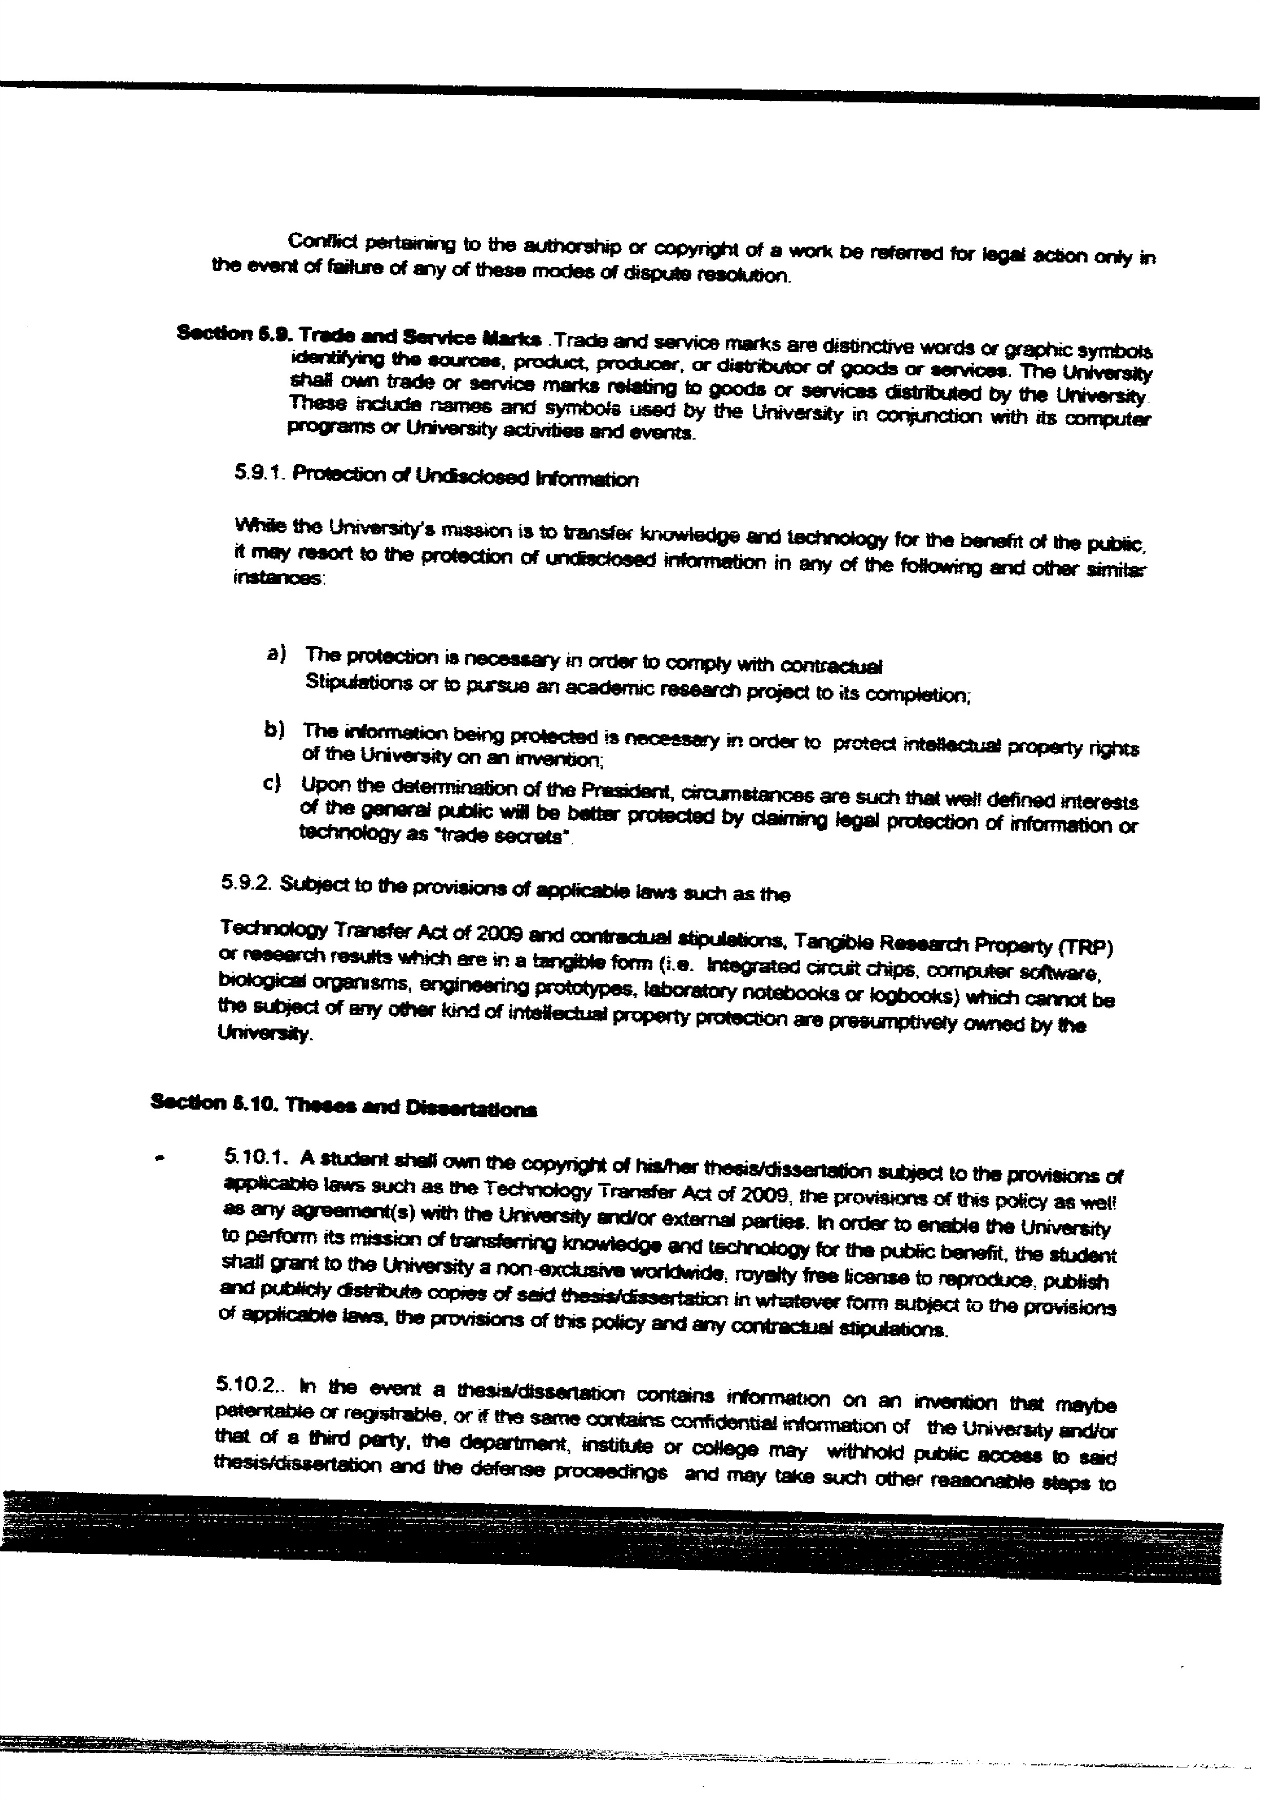 Conflict pertaining to the authorship or copyright of a work be referred for legal action only in
the event of failure of any of these modes of dispute resolution.
Section 5.9. Trade and Service Marks .Trade and service marks are distinctive words or graphic symbols
identifying the sources, product, producer, or distributor of goods or services. The University
shall own trade or service marks relating to goods or services distributed by the University.
These include names and symbols used by the University in conjunction with its computer
programs or University activities and events.
5.9.1. Protection of Undisclosed Information
While the University's mission is to transfer knowledge and technology for the benefit of the public,
it may resort to the protection of undisclosed information in any of the following and other similar
instances:
a) The protection is necessary in order to comply with contractual
Stipulations or to pursue an academic research project to its completion;
b) The information being protected is necessary in order to protect intellectual property rights
of the University on an invention;
c) Upon the determination of the President, circumstances are such that well defined interests
of the general public will be better protected by claiming legal protection of information or
technology as "trade secrets".
5.9.2. Subject to the provisions of applicable laws such as the
Technology Transfer Act of 2009 and contractual stipulations, Tangible Research Property (TRP)
or research results which are in a tangible form (i.e. Integrated circuit chips, computer software,
biological organisms, engineering prototypes, laboratory notebooks or logbooks) which cannot be
the subject of any other kind of intellectual property protection are presumptively owned by the
University.
Section 5.10. Theses and Dissertations
- 5.10.1. A student shall own the copyright of his/her thesis/dissertation subject to the provisions of
applicable laws such as the Technology Transfer Act of 2009, the provisions of this policy as well
as any agreement(s) with the University and/or external parties. In order to enable the University
to perform its mission of transferring knowledge and technology for the public benefit, the student
shall grant to the University a non-exclusive worldwide, royalty free license to reproduce, publish
and publicly distribute copies of said thesis/dissertation in whatever form subject to the provisions
of applicable laws, the provisions of this policy and any contractual stipulations.
5.10.2.. In the event a thesis/dissertation contains information on an invention that maybe
patentable or registrable, or if the same contains confidential information of the University and/or
that of a third party, the department, institute or college may withhold public access to said
thesis/dissertation and the defense proceedings and may take such other reasonable steps to